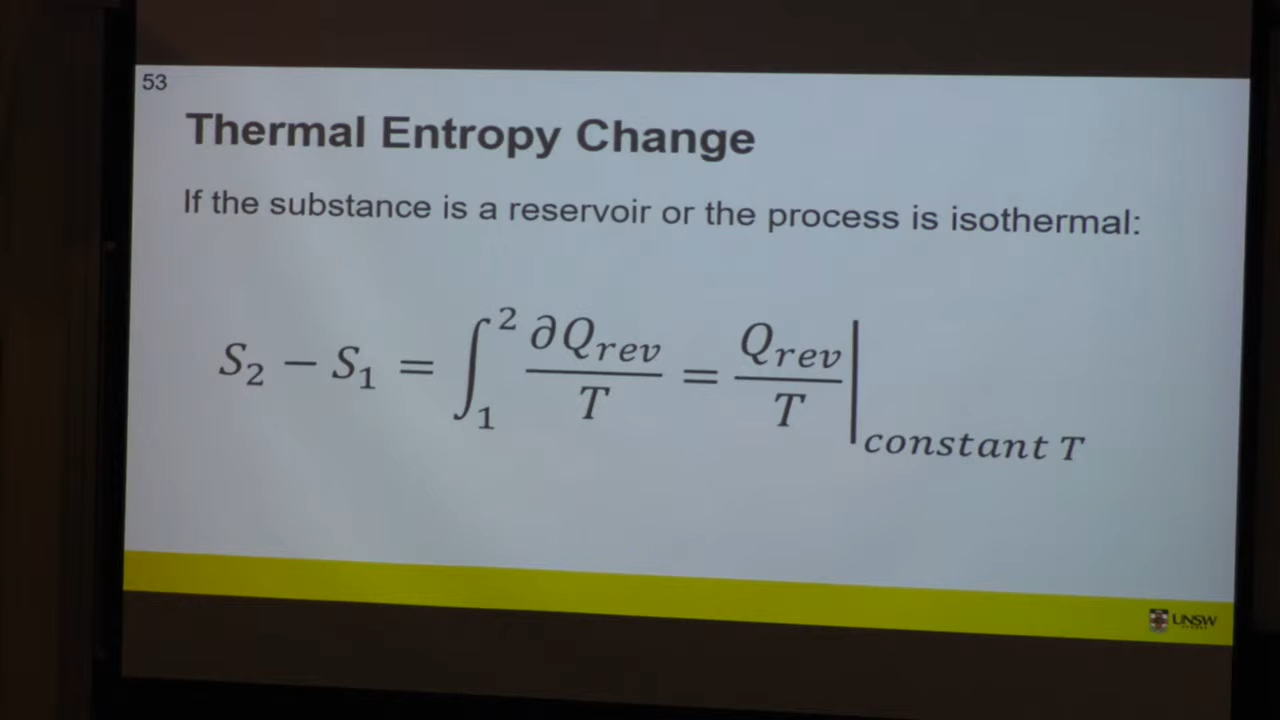 53
Thermal Entropy Change
If the substance is a reservoir or the process is isothermal:
S₂ − S₁ = ∫₁² ∂Q_rev / T = Q_rev / T |_constant T
UNSW